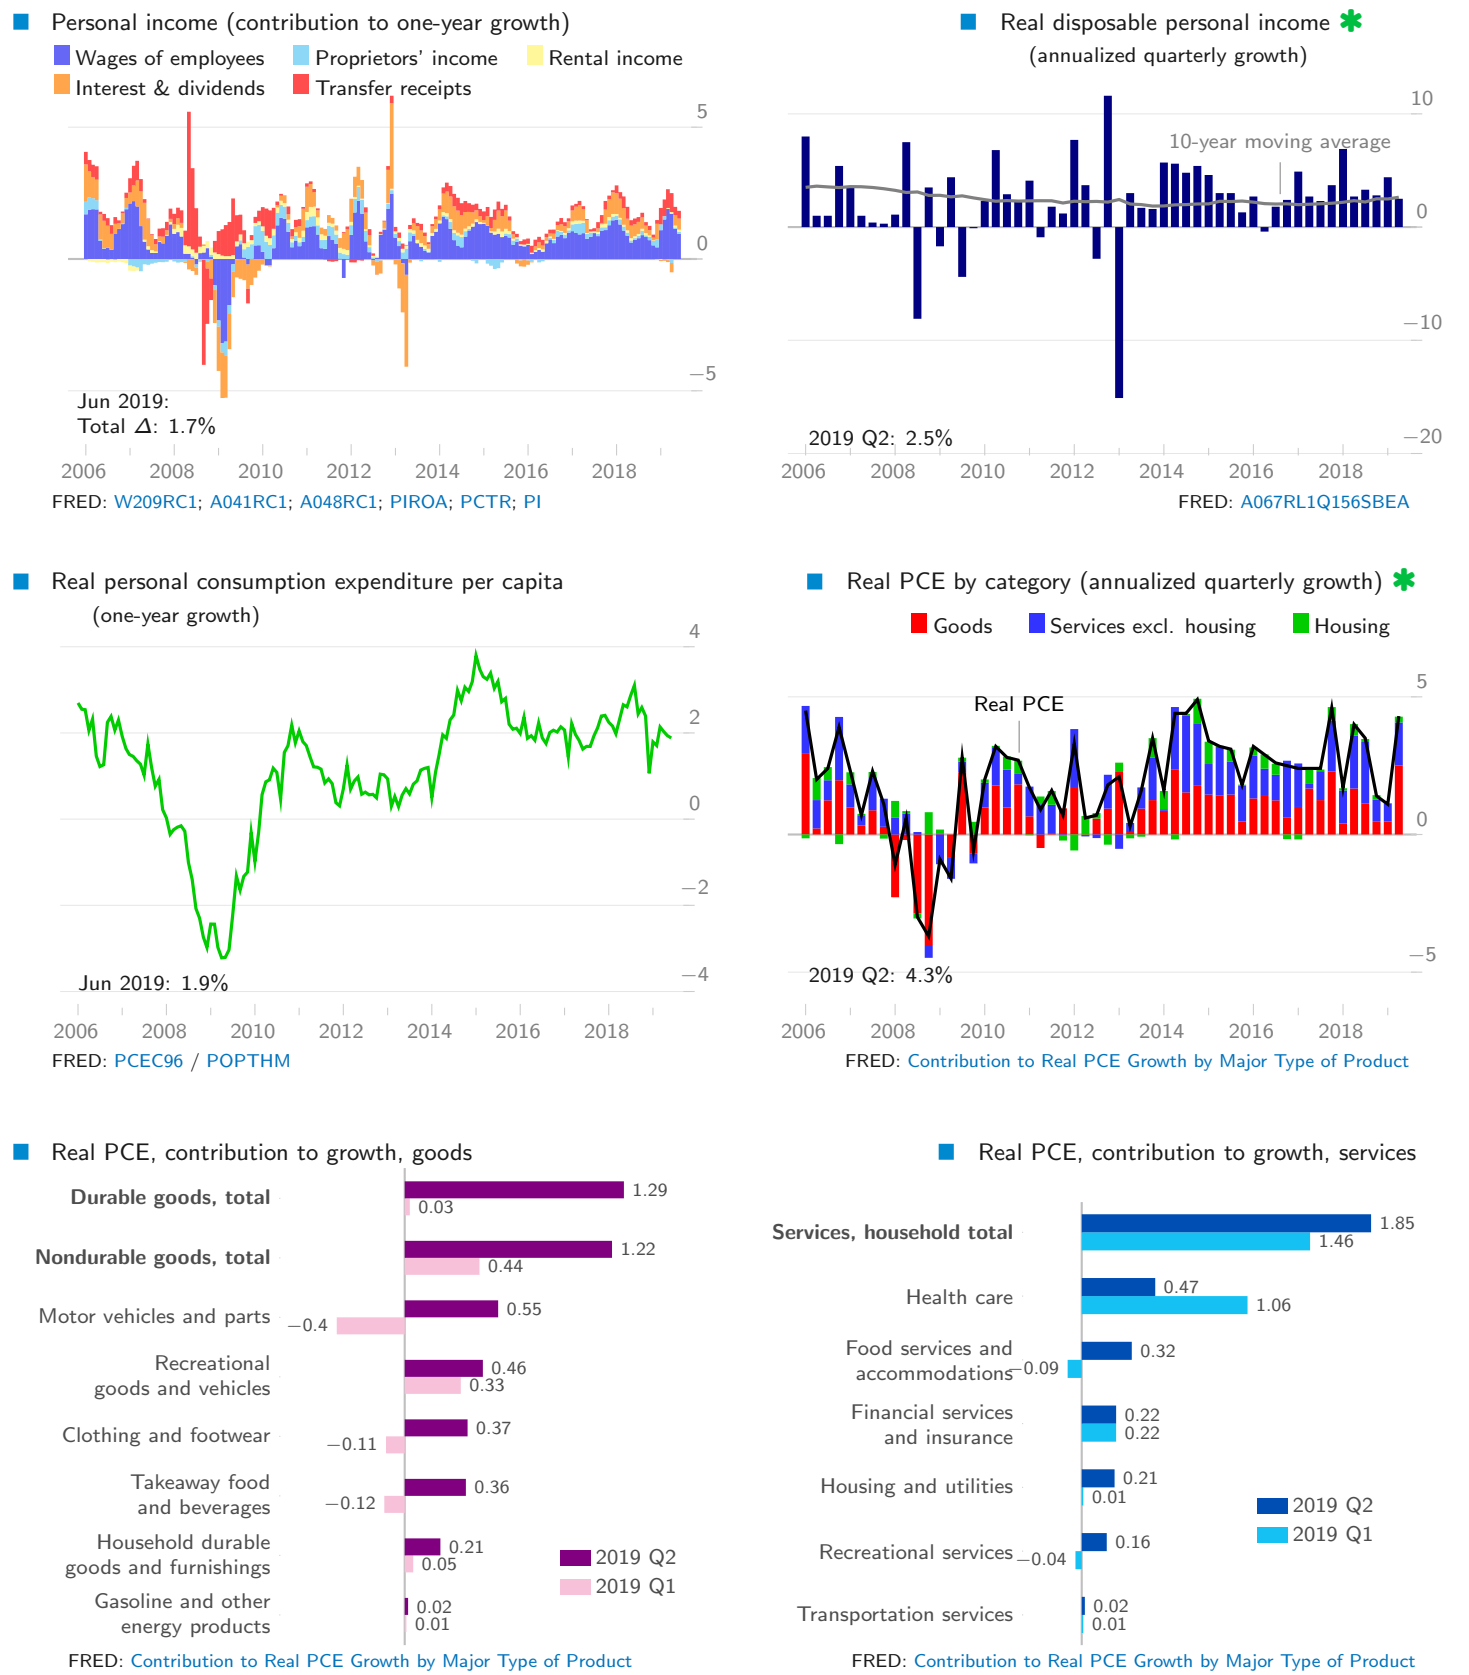 Personal income (contribution to one-year growth)
Wages of employees Proprietors' income Rental income
Interest & dividends Transfer receipts
5
0
−5
Jun 2019:
Total Δ: 1.7%
2006 2008 2010 2012 2014 2016 2018
FRED: W209RC1; A041RC1; A048RC1; PIROA; PCTR; PI
Real disposable personal income ✱
(annualized quarterly growth)
10
10-year moving average
0
−10
2019 Q2: 2.5%
−20
2006 2008 2010 2012 2014 2016 2018
FRED: A067RL1Q156SBEA
Real personal consumption expenditure per capita
(one-year growth)
4
2
0
−2
−4
Jun 2019: 1.9%
2006 2008 2010 2012 2014 2016 2018
FRED: PCEC96 / POPTHM
Real PCE by category (annualized quarterly growth) ✱
Goods Services excl. housing Housing
5
Real PCE
0
−5
2019 Q2: 4.3%
2006 2008 2010 2012 2014 2016 2018
FRED: Contribution to Real PCE Growth by Major Type of Product
Real PCE, contribution to growth, goods
Durable goods, total 1.29
0.03
Nondurable goods, total 1.22
0.44
Motor vehicles and parts 0.55
−0.4
Recreational
goods and vehicles 0.46
0.33
Clothing and footwear 0.37
−0.11
Takeaway food
and beverages 0.36
−0.12
Household durable
goods and furnishings 0.21
0.05
Gasoline and other
energy products 0.02
0.01
2019 Q2
2019 Q1
FRED: Contribution to Real PCE Growth by Major Type of Product
Real PCE, contribution to growth, services
Services, household total 1.85
1.46
Health care 0.47
1.06
Food services and
accommodations 0.32
−0.09
Financial services
and insurance 0.22
0.22
Housing and utilities 0.21
0.01
Recreational services 0.16
−0.04
Transportation services 0.02
0.01
2019 Q2
2019 Q1
FRED: Contribution to Real PCE Growth by Major Type of Product